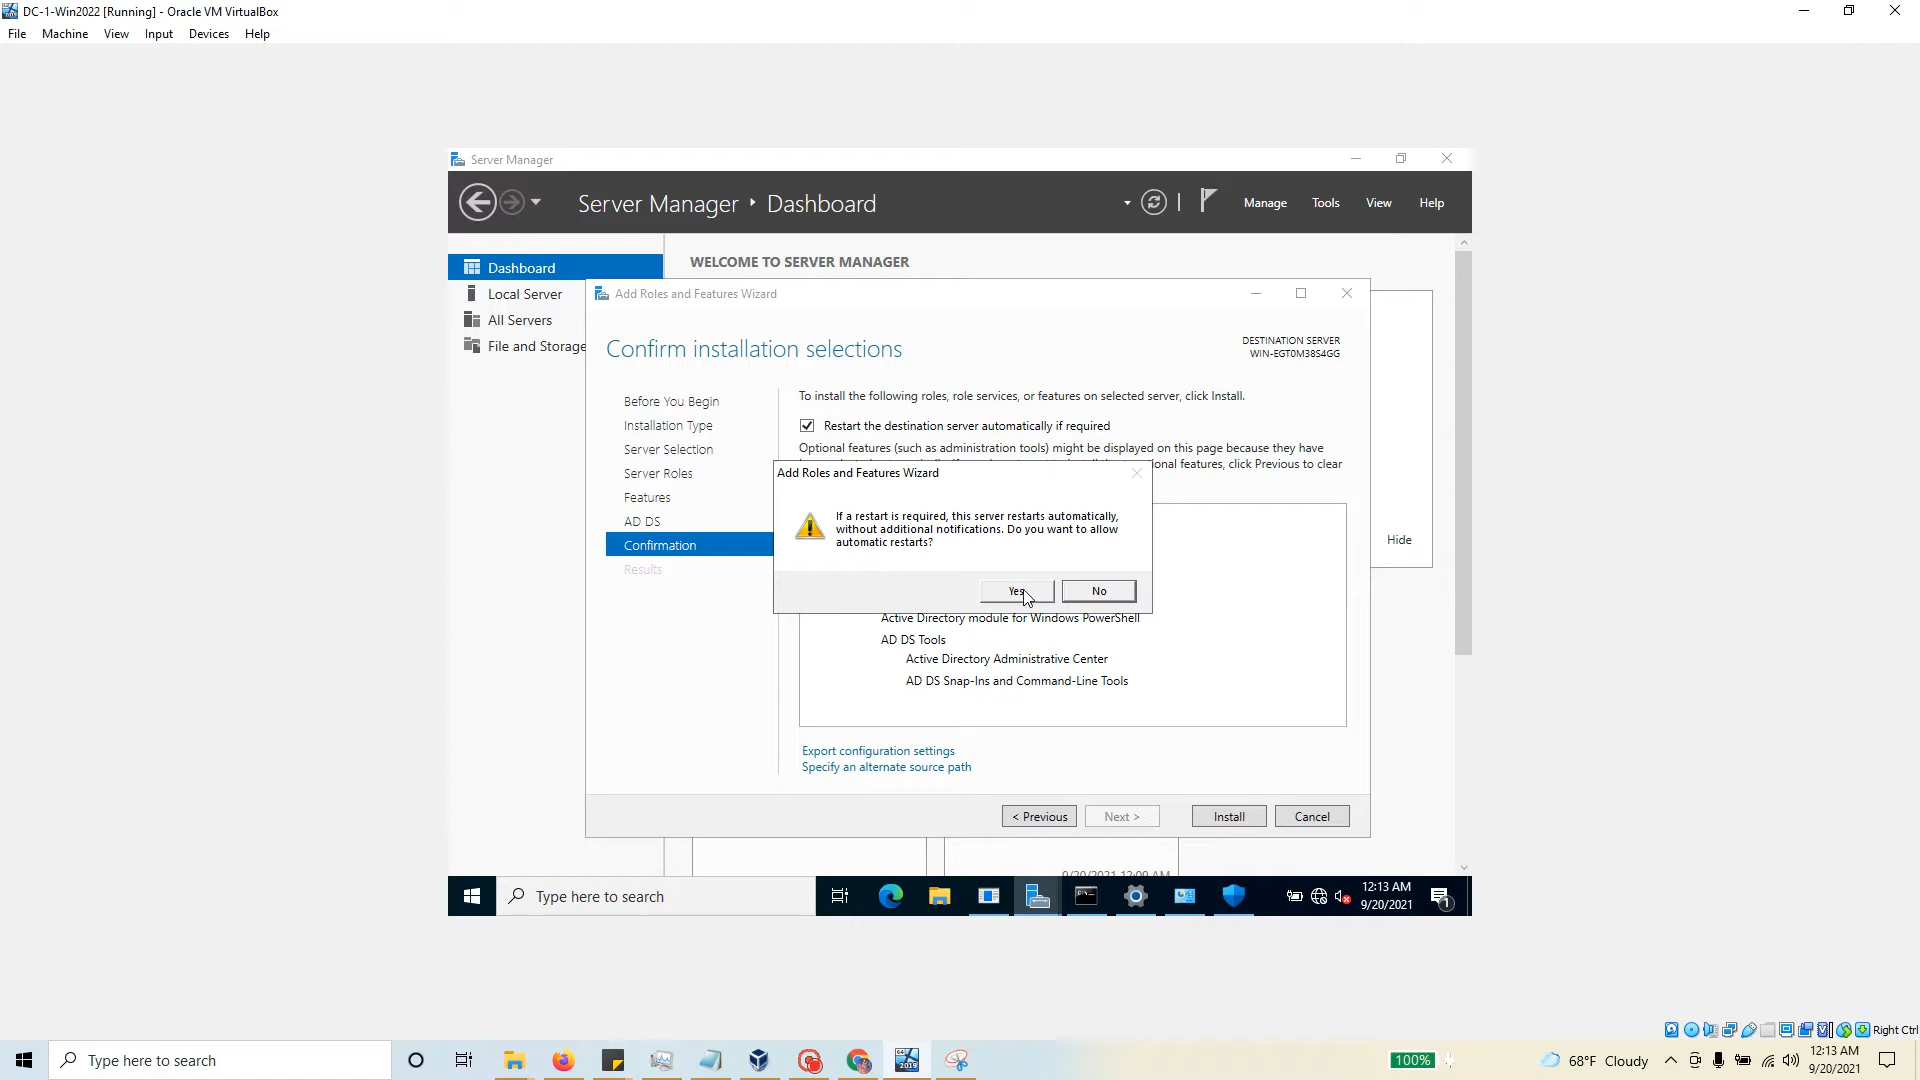 DC-1-Win2022 [Running] - Oracle VM VirtualBox
File Machine View Input Devices Help
Server Manager
Server Manager • Dashboard
Manage Tools View Help
Dashboard
Local Server
All Servers
File and Storage
WELCOME TO SERVER MANAGER
Add Roles and Features Wizard
Confirm installation selections
DESTINATION SERVER
WIN-EGT0M38S4GG
Before You Begin
Installation Type
Server Selection
Server Roles
Features
AD DS
Confirmation
Results
To install the following roles, role services, or features on selected server, click Install.
Restart the destination server automatically if required
Optional features (such as administration tools) might be displayed on this page because they have
onal features, click Previous to clear
Add Roles and Features Wizard
If a restart is required, this server restarts automatically,
without additional notifications. Do you want to allow
automatic restarts?
Yes No
Hide
Active Directory module for Windows PowerShell
AD DS Tools
Active Directory Administrative Center
AD DS Snap-Ins and Command-Line Tools
Export configuration settings
Specify an alternate source path
< Previous Next > Install Cancel
9/20/2021 12:09 AM
Type here to search
12:13 AM
9/20/2021
1
Right Ctrl
Type here to search
2019
100%
68°F Cloudy
12:13 AM
9/20/2021